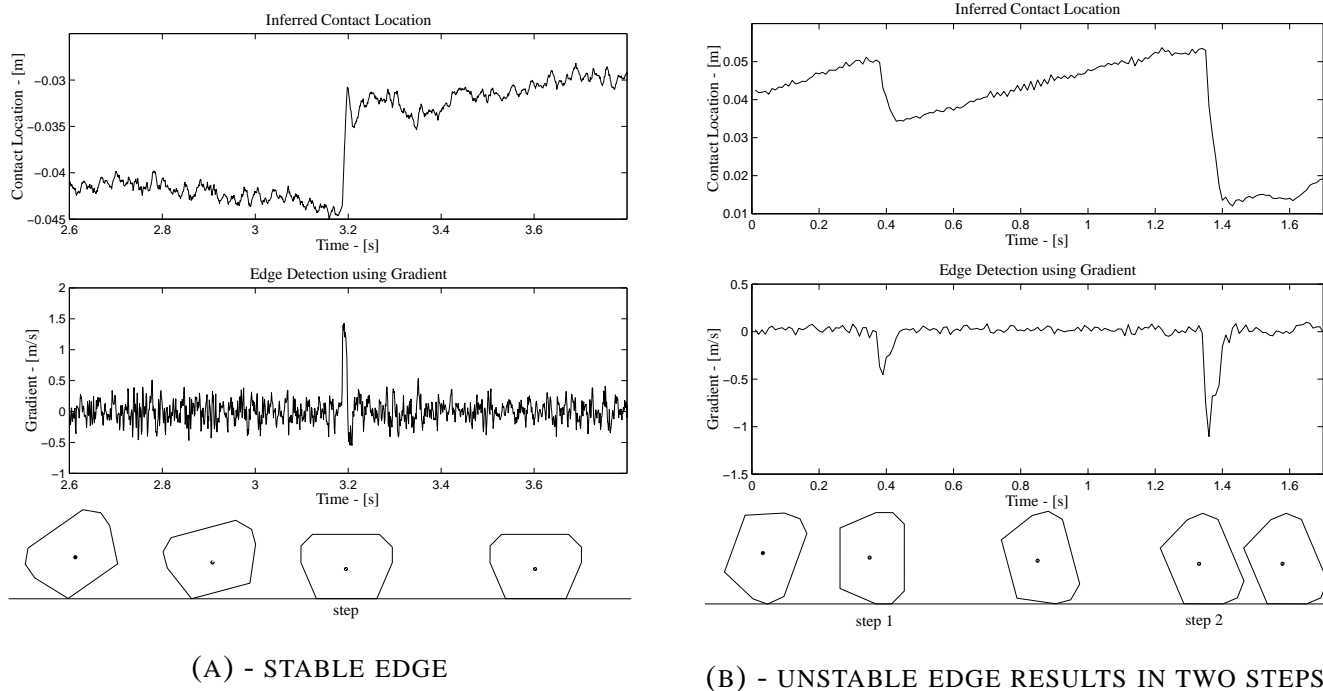 Inferred Contact Location
Contact Location - [m]
−0.03
−0.035
−0.04
−0.045
2.6 2.8 3 3.2 3.4 3.6
Time - [s]
Edge Detection using Gradient
Gradient - [m/s]
2
1.5
1
0.5
0
−0.5
−1
2.6 2.8 3 3.2 3.4 3.6
Time - [s]
step
(A) - STABLE EDGE
Inferred Contact Location
Contact Location - [m]
0.05
0.04
0.03
0.02
0.01
0 0.2 0.4 0.6 0.8 1 1.2 1.4 1.6
Time - [s]
Edge Detection using Gradient
Gradient - [m/s]
0.5
0
−0.5
−1
−1.5
0 0.2 0.4 0.6 0.8 1 1.2 1.4 1.6
Time - [s]
step 1 step 2
(B) - UNSTABLE EDGE RESULTS IN TWO STEPS